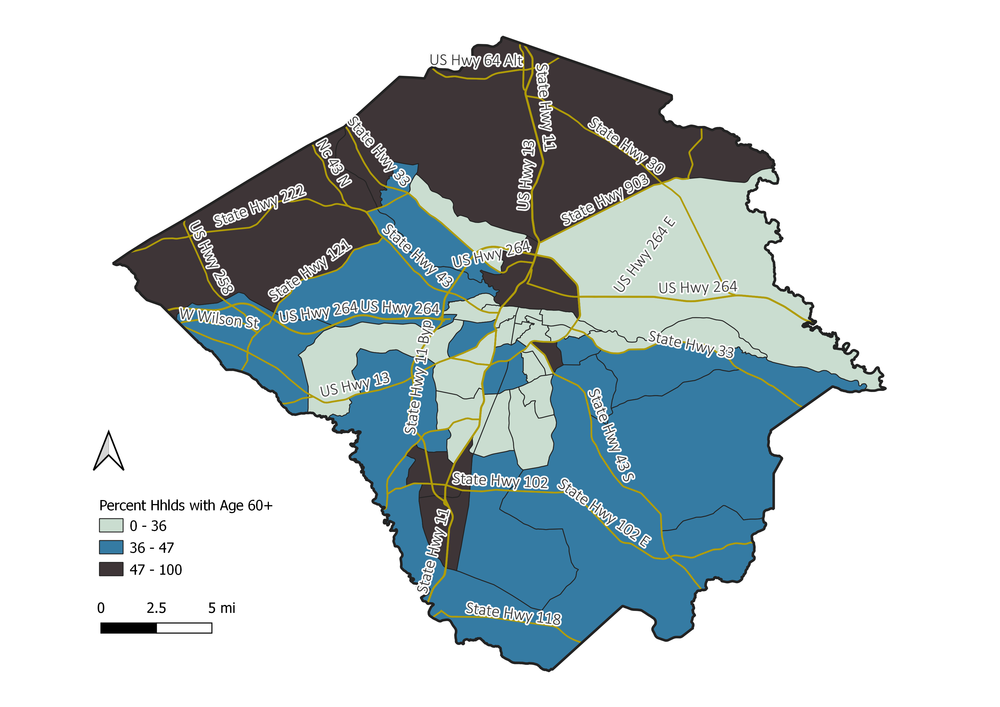 US Hwy 64 Alt
State Hwy 11
State Hwy 33
Nc 43 N
State Hwy 30
US Hwy 13
State Hwy 903
State Hwy 222
US Hwy 258
State Hwy 43
US Hwy 264 E
State Hwy 121
US Hwy 264
US Hwy 264
US Hwy 264
US Hwy 264
W Wilson St
State Hwy 11 Byp
State Hwy 33
US Hwy 13
State Hwy 11
State Hwy 43 S
State Hwy 102
State Hwy 102 E
State Hwy 11
State Hwy 118
Percent Hhlds with Age 60+
0 - 36
36 - 47
47 - 100
0 2.5 5 mi